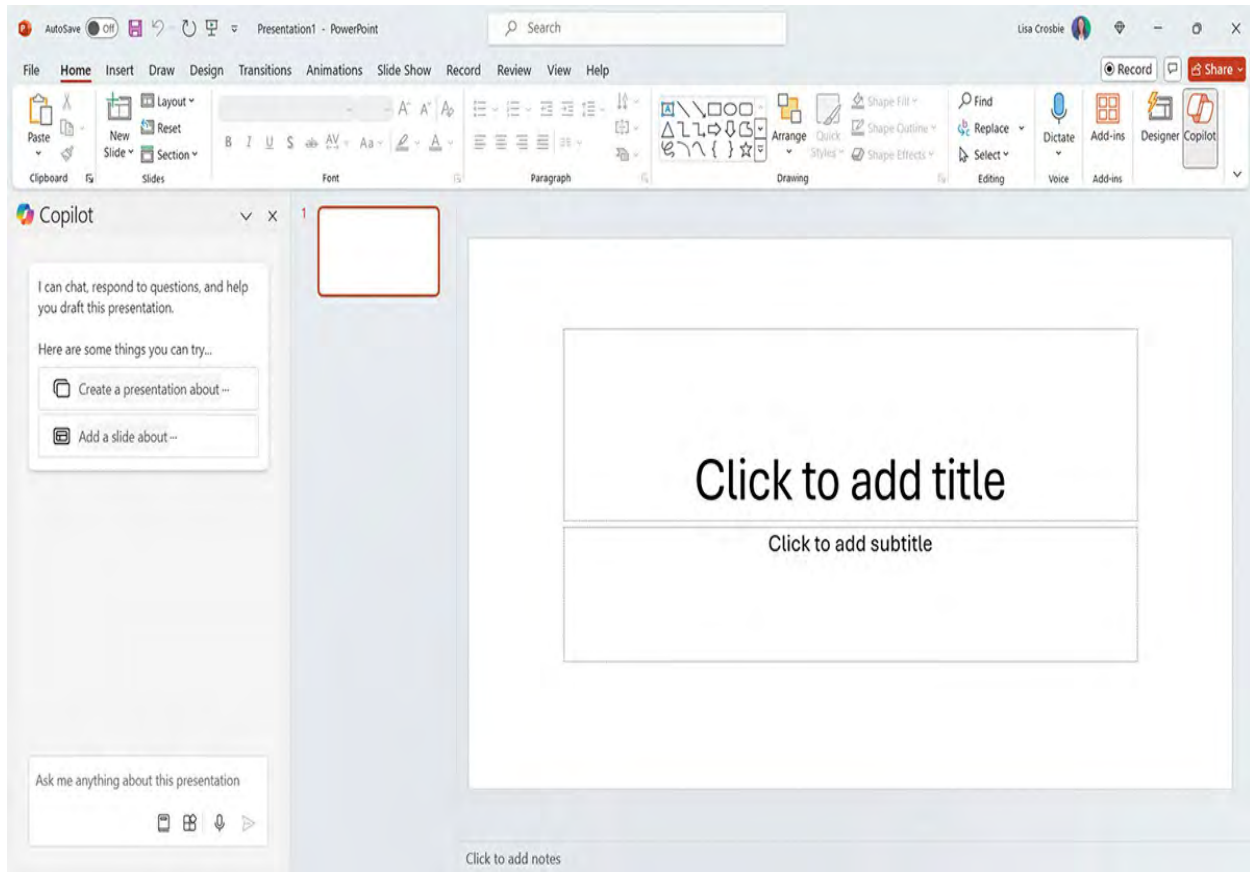 AutoSave Off Presentation1 - PowerPoint Search Lisa Crosbie
File Home Insert Draw Design Transitions Animations Slide Show Record Review View Help Record Share
Paste
Clipboard
New Slide
Layout
Reset
Section
Slides
B I U S ab AV Aa A
Font
Paragraph
Arrange
Quick Styles
Shape Fill
Shape Outline
Shape Effects
Drawing
Find
Replace
Select
Editing
Dictate
Voice
Add-ins
Add-ins
Designer
Copilot
Copilot
I can chat, respond to questions, and help
you draft this presentation.
Here are some things you can try...
Create a presentation about ...
Add a slide about ...
Ask me anything about this presentation
1
Click to add title
Click to add subtitle
Click to add notes